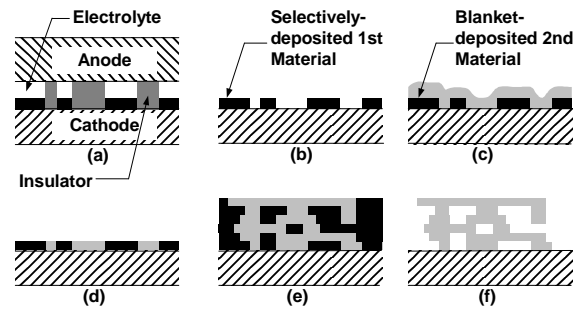 Electrolyte
Anode
Cathode
(a)
Insulator
Selectively-
deposited 1st
Material
(b)
Blanket-
deposited 2nd
Material
(c)
(d)
(e)
(f)